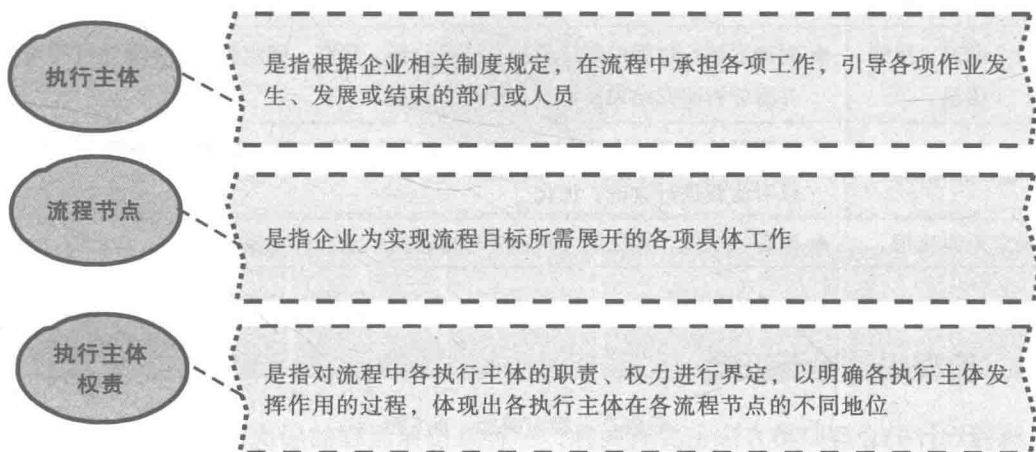 执行主体
是指根据企业相关制度规定，在流程中承担各项工作，引导各项作业发
生、发展或结束的部门或人员
流程节点
是指企业为实现流程目标所需展开的各项具体工作
执行主体
权责
是指对流程中各执行主体的职责、权力进行界定，以明确各执行主体发
挥作用的过程，体现出各执行主体在各流程节点的不同地位